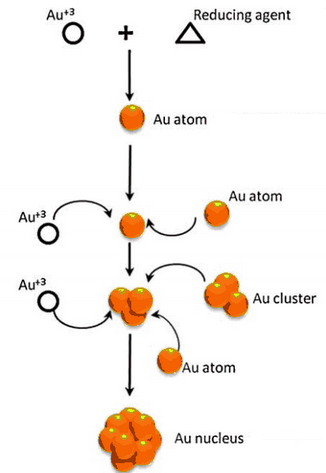 Au+3
Reducing agent
+
Au atom
Au atom
Au+3
Au+3
Au cluster
Au atom
Au nucleus